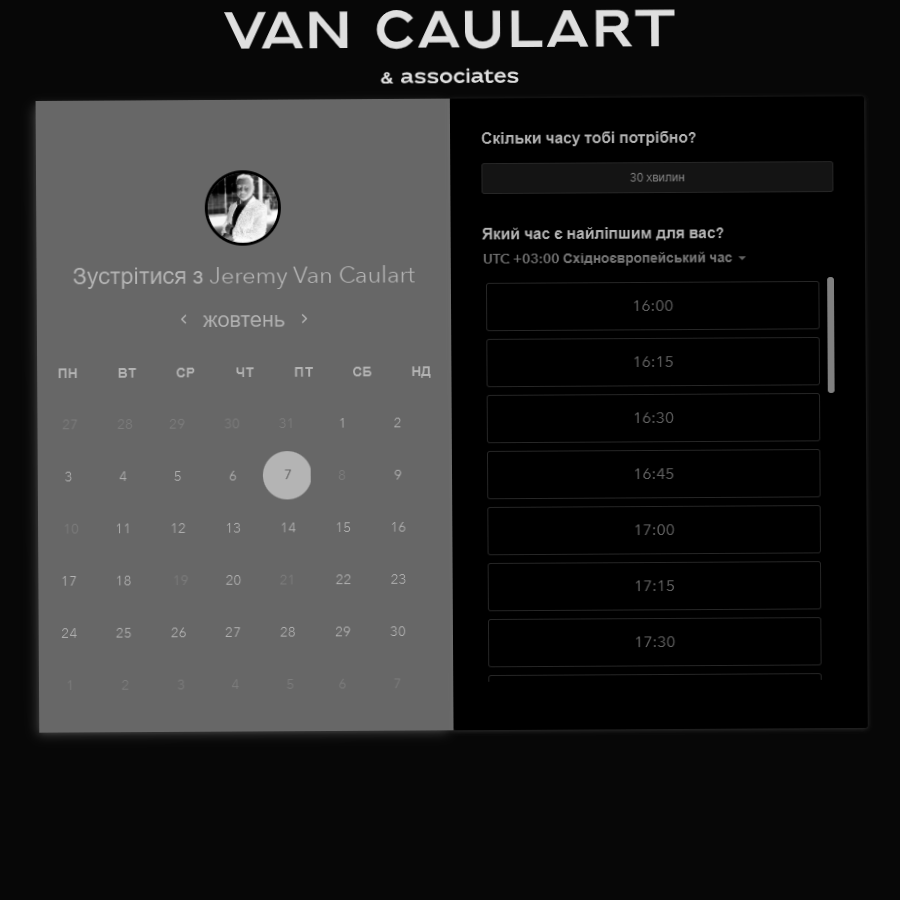 VAN CAULART
& associates
Зустрітися з Jeremy Van Caulart
жовтень
ПН ВТ СР ЧТ ПТ СБ НД
27 28 29 30 31 1 2
3 4 5 6 7 8 9
10 11 12 13 14 15 16
17 18 19 20 21 22 23
24 25 26 27 28 29 30
1 2 3 4 5 6 7
Скільки часу тобі потрібно?
30 хвилин
Який час є найліпшим для вас?
UTC +03:00 Східноєвропейський час
16:00
16:15
16:30
16:45
17:00
17:15
17:30